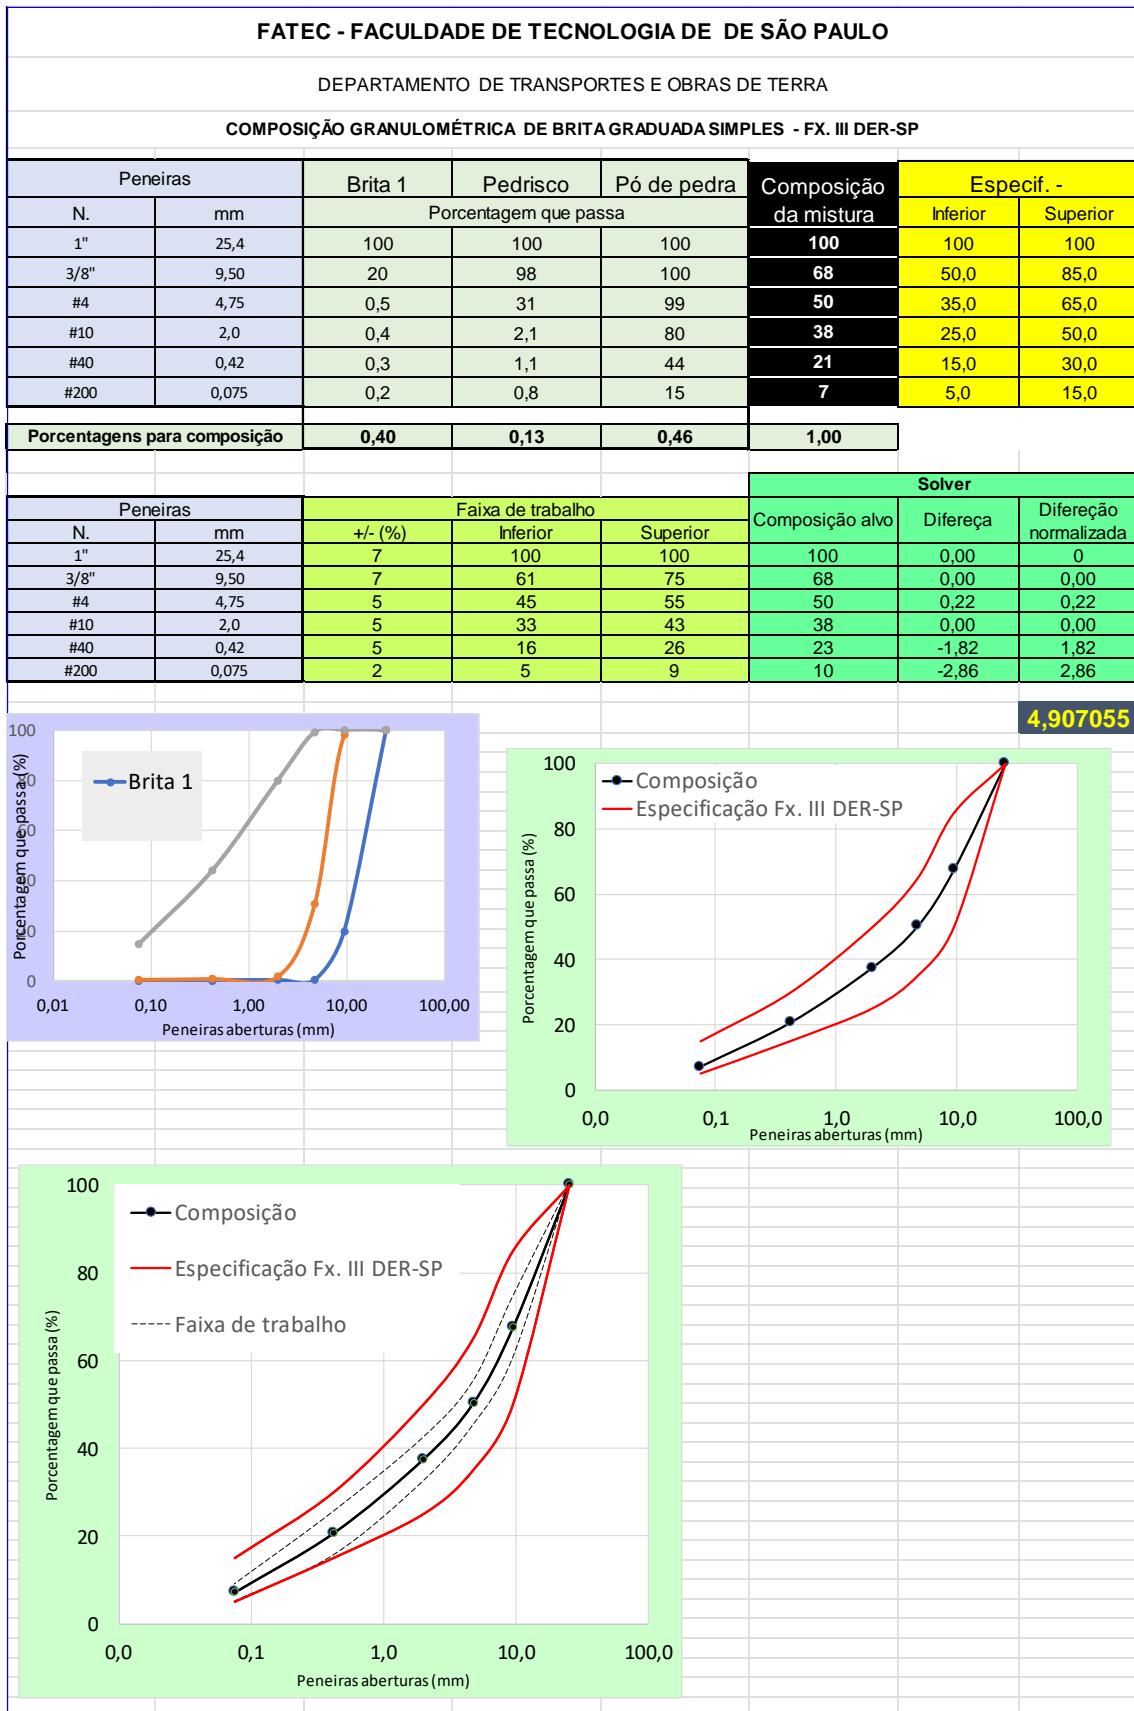 FATEC - FACULDADE DE TECNOLOGIA DE DE SÃO PAULO
DEPARTAMENTO DE TRANSPORTES E OBRAS DE TERRA
COMPOSIÇÃO GRANULOMÉTRICA DE BRITA GRADUADA SIMPLES - FX. III DER-SP
Peneiras Brita 1 Pedrisco Pó de pedra Composição da mistura Especif. -
N. mm Porcentagem que passa Inferior Superior
1" 25,4 100 100 100 100 100 100
3/8" 9,50 20 98 100 68 50,0 85,0
#4 4,75 0,5 31 99 50 35,0 65,0
#10 2,0 0,4 2,1 80 38 25,0 50,0
#40 0,42 0,3 1,1 44 21 15,0 30,0
#200 0,075 0,2 0,8 15 7 5,0 15,0
Porcentagens para composição 0,40 0,13 0,46 1,00
Solver
Peneiras Faixa de trabalho Composição alvo Difereça Difereção normalizada
N. mm +/- (%) Inferior Superior
1" 25,4 7 100 100 100 0,00 0
3/8" 9,50 7 61 75 68 0,00 0,00
#4 4,75 5 45 55 50 0,22 0,22
#10 2,0 5 33 43 38 0,00 0,00
#40 0,42 5 16 26 23 -1,82 1,82
#200 0,075 2 5 9 10 -2,86 2,86
4,907055
Porcentagem que passa (%)
100
80
60
40
20
0
Brita 1
0,01 0,10 1,00 10,00 100,00
Peneiras aberturas (mm)
Porcentagem que passa (%)
100
80
60
40
20
0
Composição
Especificação Fx. III DER-SP
0,0 0,1 1,0 10,0 100,0
Peneiras aberturas (mm)
Porcentagem que passa (%)
100
80
60
40
20
0
Composição
Especificação Fx. III DER-SP
Faixa de trabalho
0,0 0,1 1,0 10,0 100,0
Peneiras aberturas (mm)